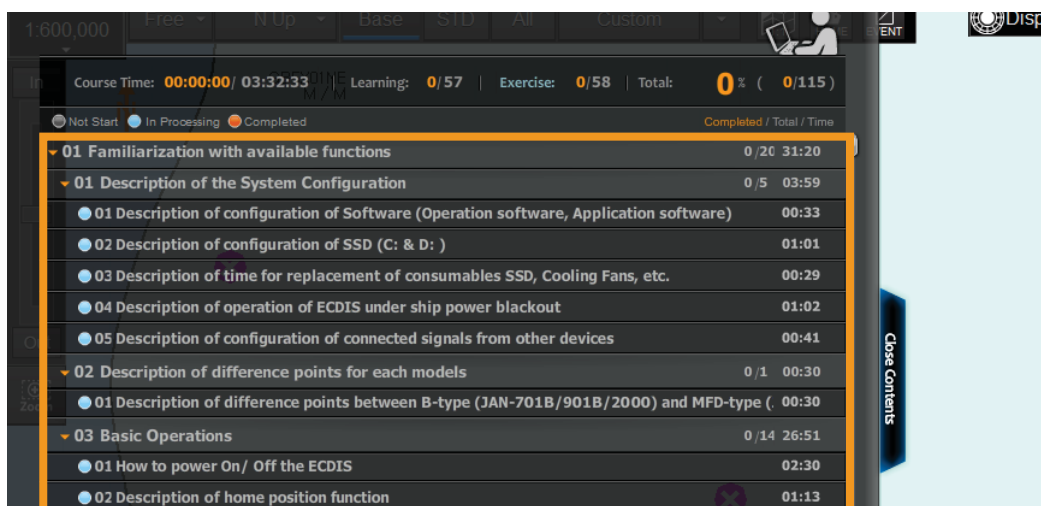 1:600,000 Free N Up Base STD All Custom
EVENT
Disp
In
Course Time: 00:00:00/ 03:32:33 | Learning: 0/57 | Exercise: 0/58 | Total: 0 % ( 0/115 )
Not Start In Processing Completed Completed / Total / Time
01 Familiarization with available functions 0 /20 31:20
01 Description of the System Configuration 0 /5 03:59
01 Description of configuration of Software (Operation software, Application software) 00:33
02 Description of configuration of SSD (C: & D: ) 01:01
03 Description of time for replacement of consumables SSD, Cooling Fans, etc. 00:29
04 Description of operation of ECDIS under ship power blackout 01:02
05 Description of configuration of connected signals from other devices 00:41
02 Description of difference points for each models 0 /1 00:30
01 Description of difference points between B-type (JAN-701B/901B/2000) and MFD-type (. 00:30
03 Basic Operations 0 /14 26:51
01 How to power On/ Off the ECDIS 02:30
02 Description of home position function 01:13
Zoom
Close Contents